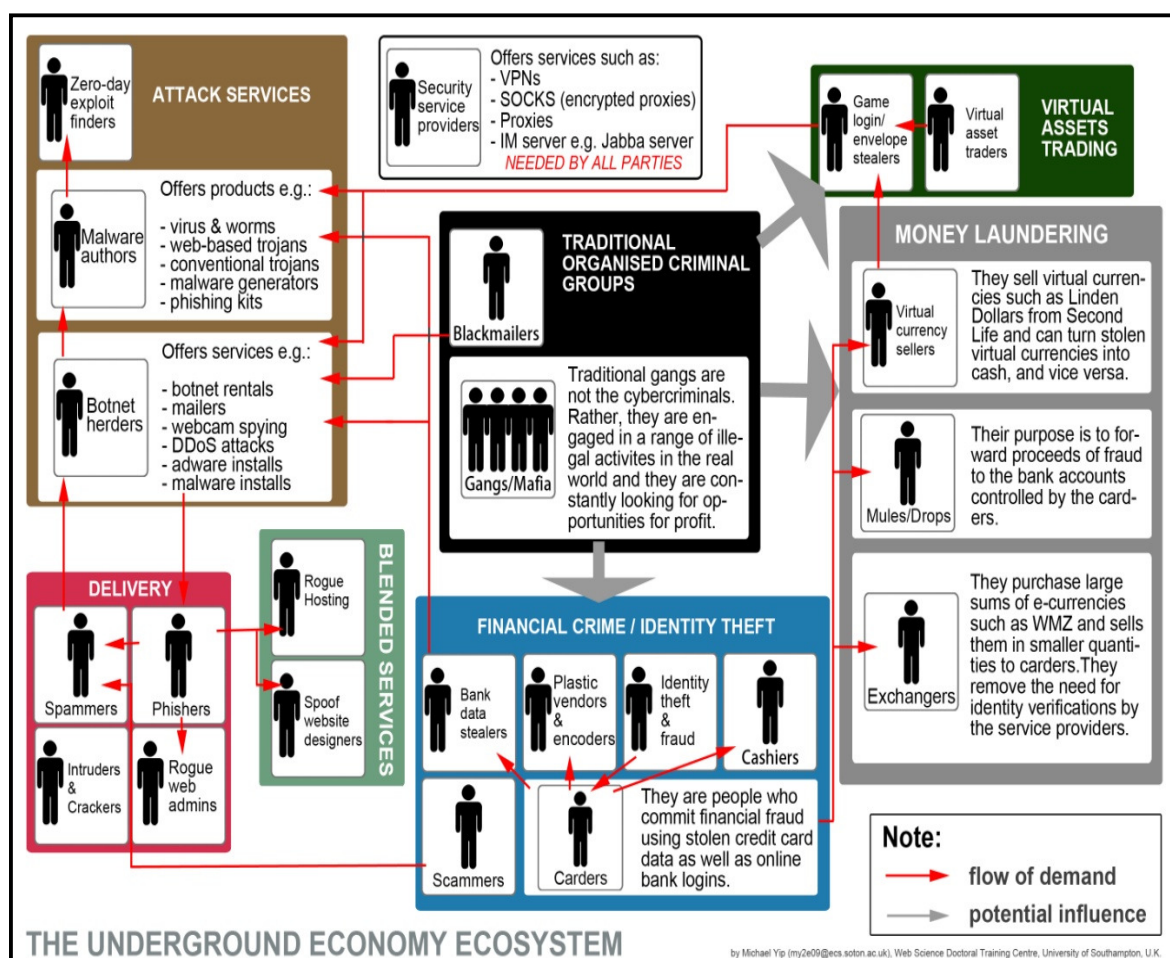 Zero-day
exploit
finders
ATTACK SERVICES
Malware
authors
Offers products e.g.:
- virus & worms
- web-based trojans
- conventional trojans
- malware generators
- phishing kits
Botnet
herders
Offers services e.g.:
- botnet rentals
- mailers
- webcam spying
- DDoS attacks
- adware installs
- malware installs
Security
service
providers
Offers services such as:
- VPNs
- SOCKS (encrypted proxies)
- Proxies
- IM server e.g. Jabba server
NEEDED BY ALL PARTIES
Game
login/
envelope
stealers
Virtual
asset
traders
VIRTUAL
ASSETS
TRADING
TRADITIONAL
ORGANISED CRIMINAL
GROUPS
Blackmailers
Gangs/Mafia
Traditional gangs are
not the cybercriminals.
Rather, they are en-
gaged in a range of ille-
gal activites in the real
world and they are con-
stantly looking for op-
portunities for profit.
MONEY LAUNDERING
Virtual
currency
sellers
They sell virtual curren-
cies such as Linden
Dollars from Second
Life and can turn stolen
virtual currencies into
cash, and vice versa.
Mules/Drops
Their purpose is to for-
ward proceeds of fraud
to the bank accounts
controlled by the card-
ers.
Exchangers
They purchase large
sums of e-currencies
such as WMZ and sells
them in smaller quanti-
ties to carders.They
remove the need for
identity verifications by
the service providers.
DELIVERY
Spammers
Phishers
Intruders
&
Crackers
Rogue
web
admins
BLENDED SERVICES
Rogue
Hosting
Spoof
website
designers
FINANCIAL CRIME / IDENTITY THEFT
Bank
data
stealers
Plastic
vendors
&
encoders
Identity
theft
&
fraud
Cashiers
Scammers
Carders
They are people who
commit financial fraud
using stolen credit card
data as well as online
bank logins.
Note:
flow of demand
potential influence
THE UNDERGROUND ECONOMY ECOSYSTEM
by Michael Yip (my2e09@ecs.soton.ac.uk), Web Science Doctoral Training Centre, University of Southampton, U.K.